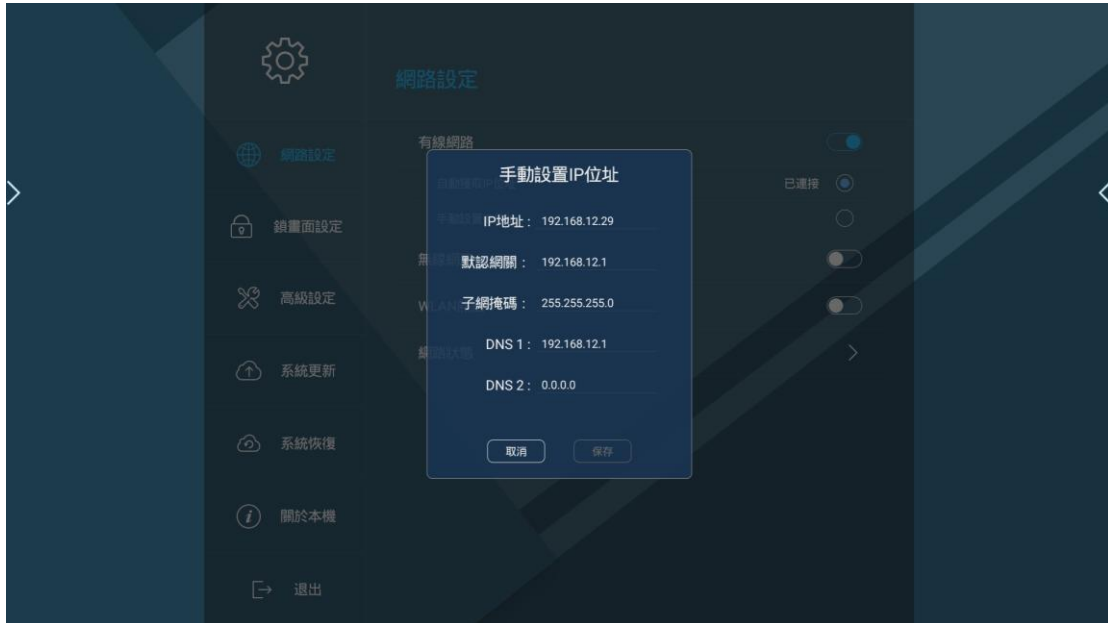 網路設定
網路設定
鎖畫面設定
高級設定
系統更新
系統恢復
關於本機
退出
有線網路
已連接
手動設置IP位址
IP地址： 192.168.12.29
默認網關： 192.168.12.1
子網掩碼： 255.255.255.0
DNS 1： 192.168.12.1
DNS 2： 0.0.0.0
取消
保存